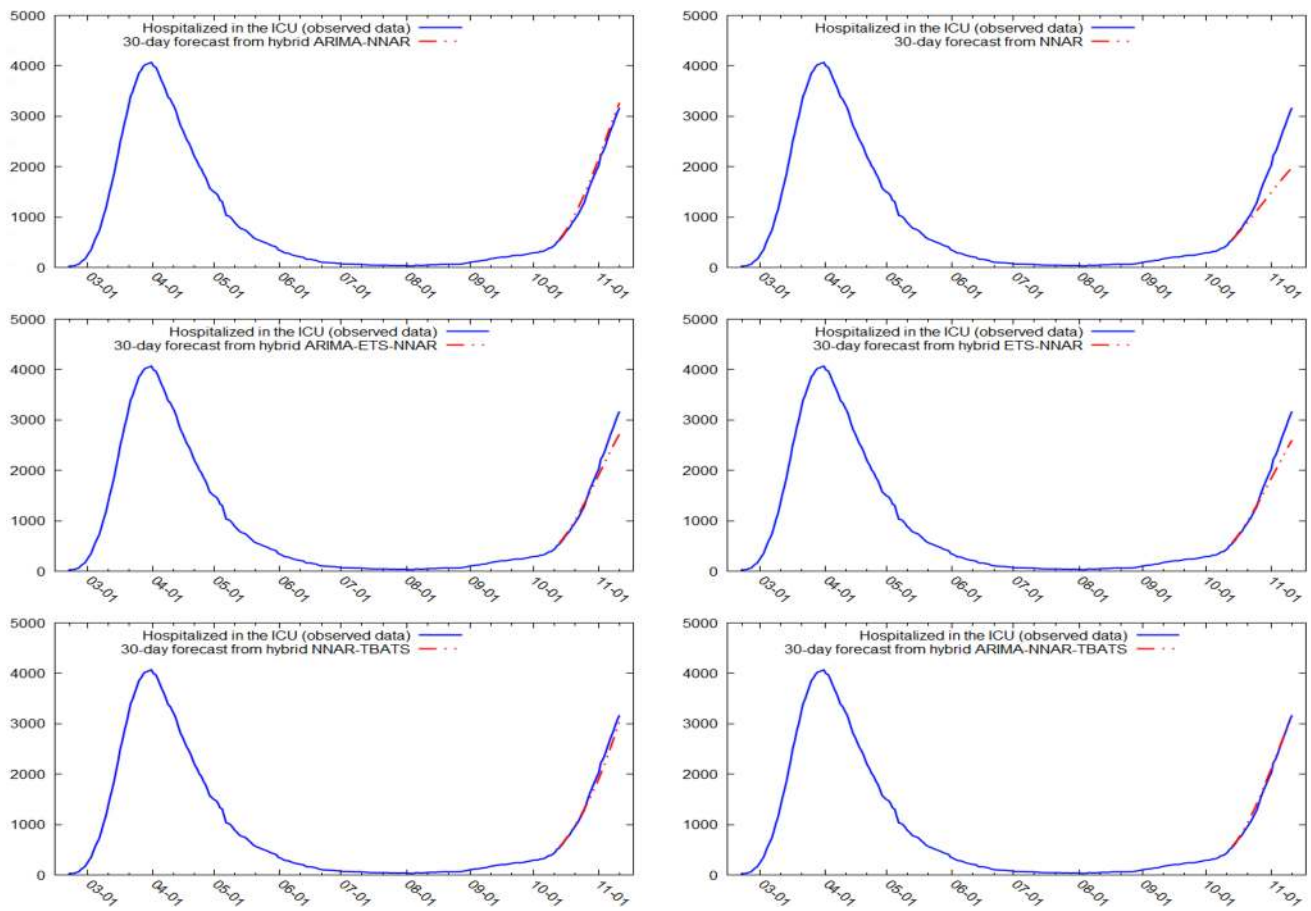 Hospitalized in the ICU (observed data)
30-day forecast from hybrid ARIMA-NNAR
5000
4000
3000
2000
1000
0
03-01 04-01 05-01 06-01 07-01 08-01 09-01 10-01 11-01
Hospitalized in the ICU (observed data)
30-day forecast from NNAR
5000
4000
3000
2000
1000
0
03-01 04-01 05-01 06-01 07-01 08-01 09-01 10-01 11-01
Hospitalized in the ICU (observed data)
30-day forecast from hybrid ARIMA-ETS-NNAR
5000
4000
3000
2000
1000
0
03-01 04-01 05-01 06-01 07-01 08-01 09-01 10-01 11-01
Hospitalized in the ICU (observed data)
30-day forecast from hybrid ETS-NNAR
5000
4000
3000
2000
1000
0
03-01 04-01 05-01 06-01 07-01 08-01 09-01 10-01 11-01
Hospitalized in the ICU (observed data)
30-day forecast from hybrid NNAR-TBATS
5000
4000
3000
2000
1000
0
03-01 04-01 05-01 06-01 07-01 08-01 09-01 10-01 11-01
Hospitalized in the ICU (observed data)
30-day forecast from hybrid ARIMA-NNAR-TBATS
5000
4000
3000
2000
1000
0
03-01 04-01 05-01 06-01 07-01 08-01 09-01 10-01 11-01